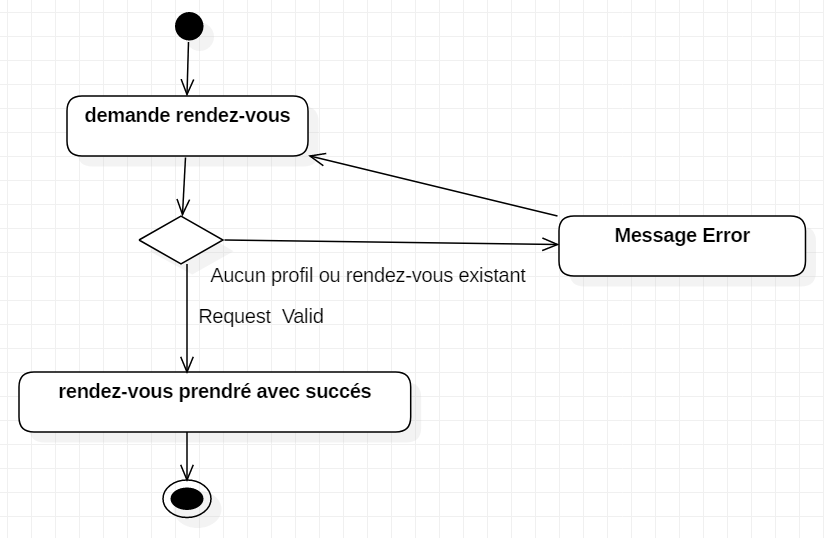 demande rendez-vous
Message Error
Aucun profil ou rendez-vous existant
Request  Valid
rendez-vous prendré avec succés